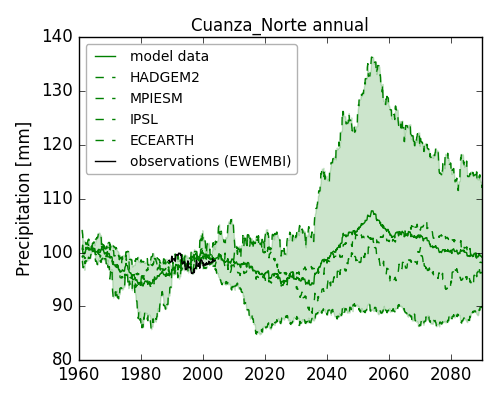 Cuanza_Norte annual
Precipitation [mm]
140
130
120
110
100
90
80
model data
HADGEM2
MPIESM
IPSL
ECEARTH
observations (EWEMBI)
1960 1980 2000 2020 2040 2060 2080